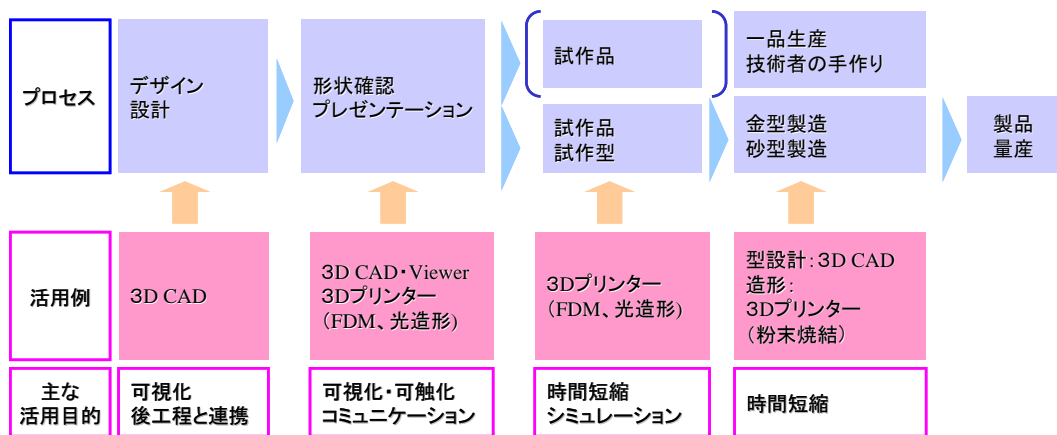 プロセス
デザイン
設計
形状確認
プレゼンテーション
試作品
一品生産
技術者の手作り
試作品
試作型
金型製造
砂型製造
製品
量産
活用例
3D CAD
3D CAD・Viewer
3Dプリンター
(FDM、光造形)
3Dプリンター
(FDM、光造形)
型設計：3D CAD
造形：
3Dプリンター
(粉末焼結)
主な
活用目的
可視化
後工程と連携
可視化・可触化
コミュニケーション
時間短縮
シミュレーション
時間短縮